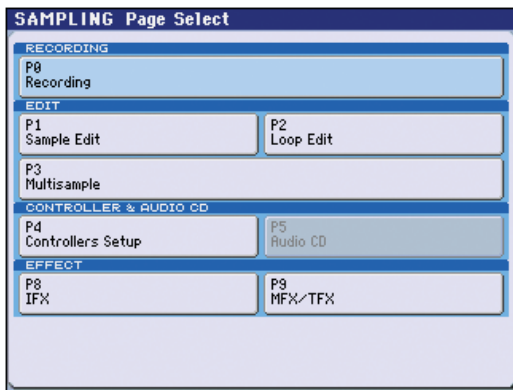 SAMPLING Page Select
RECORDING
P0
Recording
EDIT
P1
Sample Edit
P2
Loop Edit
P3
Multisample
CONTROLLER & AUDIO CD
P4
Controllers Setup
P5
Audio CD
EFFECT
P8
IFX
P9
MFX/TFX